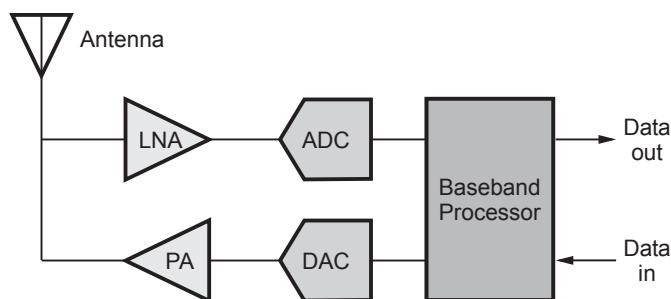 Antenna
LNA
ADC
Data
out
Baseband
Processor
PA
DAC
Data
in